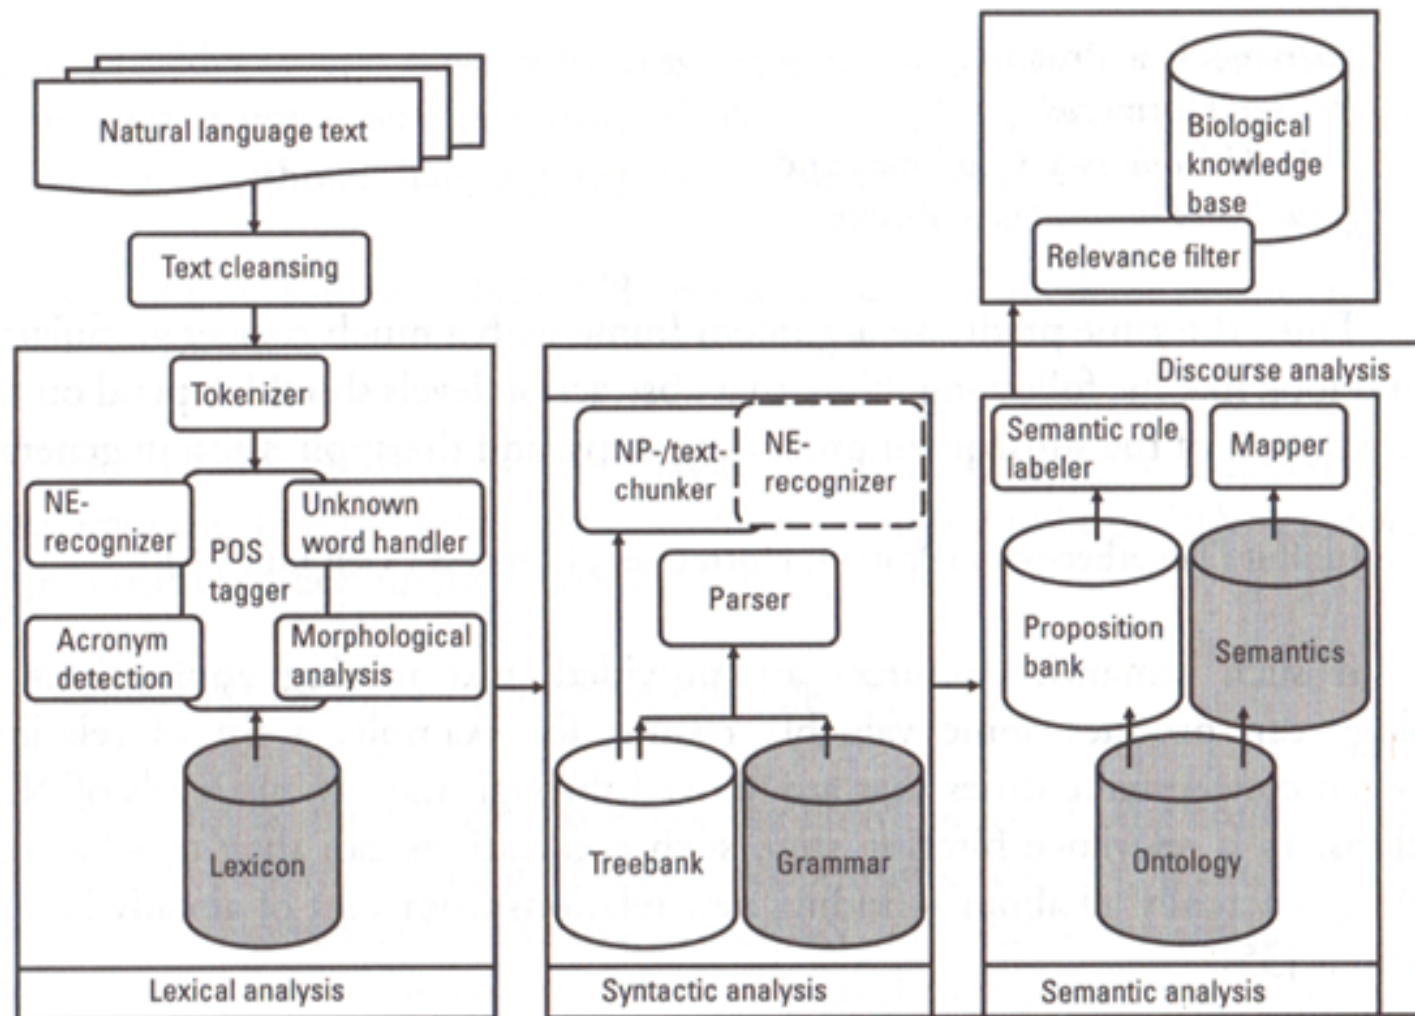 Natural language text
Text cleansing
Tokenizer
NE-
recognizer
POS
tagger
Unknown
word handler
Acronym
detection
Morphological
analysis
Lexicon
Lexical analysis
NP-/text-
chunker
NE-
recognizer
Parser
Treebank
Grammar
Syntactic analysis
Biological
knowledge
base
Relevance filter
Discourse analysis
Semantic role
labeler
Mapper
Proposition
bank
Semantics
Ontology
Semantic analysis